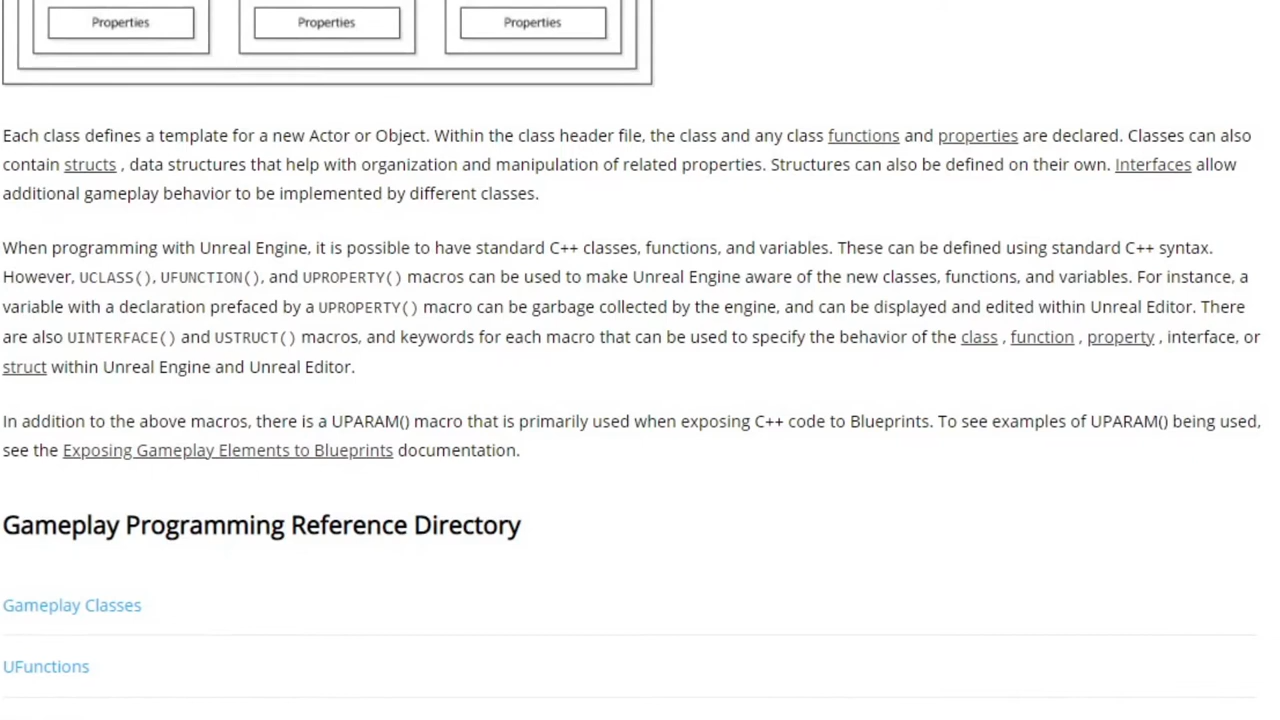 Properties Properties Properties
Each class defines a template for a new Actor or Object. Within the class header file, the class and any class functions and properties are declared. Classes can also
contain structs , data structures that help with organization and manipulation of related properties. Structures can also be defined on their own. Interfaces allow
additional gameplay behavior to be implemented by different classes.
When programming with Unreal Engine, it is possible to have standard C++ classes, functions, and variables. These can be defined using standard C++ syntax.
However, UCLASS(), UFUNCTION(), and UPROPERTY() macros can be used to make Unreal Engine aware of the new classes, functions, and variables. For instance, a
variable with a declaration prefaced by a UPROPERTY() macro can be garbage collected by the engine, and can be displayed and edited within Unreal Editor. There
are also UINTERFACE() and USTRUCT() macros, and keywords for each macro that can be used to specify the behavior of the class , function , property , interface, or
struct within Unreal Engine and Unreal Editor.
In addition to the above macros, there is a UPARAM() macro that is primarily used when exposing C++ code to Blueprints. To see examples of UPARAM() being used,
see the Exposing Gameplay Elements to Blueprints documentation.
Gameplay Programming Reference Directory
Gameplay Classes
UFunctions